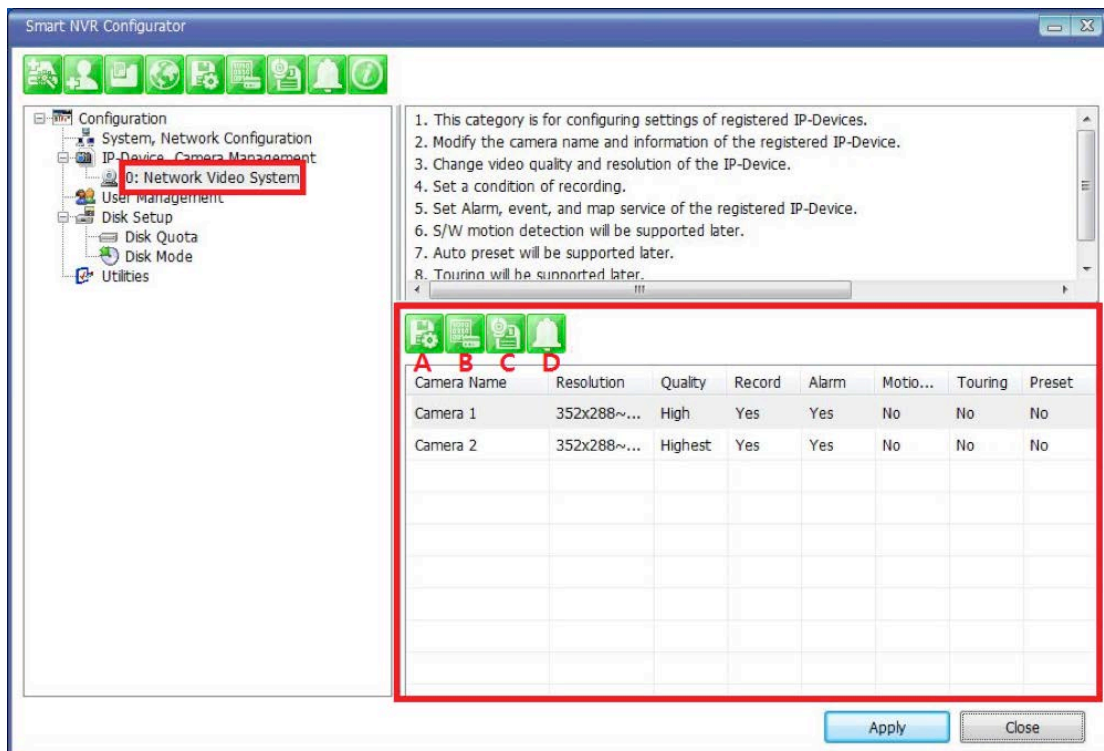 Smart NVR Configurator
Configuration
System, Network Configuration
IP-Device, Camera Management
0: Network Video System
User Management
Disk Setup
Disk Quota
Disk Mode
Utilities
1. This category is for configuring settings of registered IP-Devices.
2. Modify the camera name and information of the registered IP-Device.
3. Change video quality and resolution of the IP-Device.
4. Set a condition of recording.
5. Set Alarm, event, and map service of the registered IP-Device.
6. S/W motion detection will be supported later.
7. Auto preset will be supported later.
8. Touring will be supported later.
A B C D
Camera Name Resolution Quality Record Alarm Motio... Touring Preset
Camera 1 352x288~... High Yes Yes No No No
Camera 2 352x288~... Highest Yes Yes No No No
Apply Close